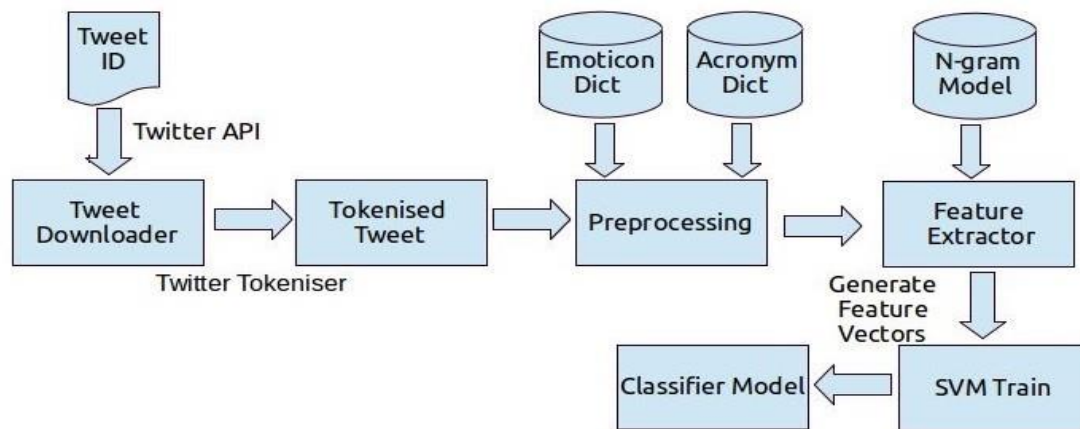 Tweet
ID
Emoticon
Dict
Acronym
Dict
N-gram
Model
Twitter API
Tweet
Downloader
Tokenised
Tweet
Preprocessing
Feature
Extractor
Twitter Tokeniser
Generate
Feature
Vectors
Classifier Model
SVM Train